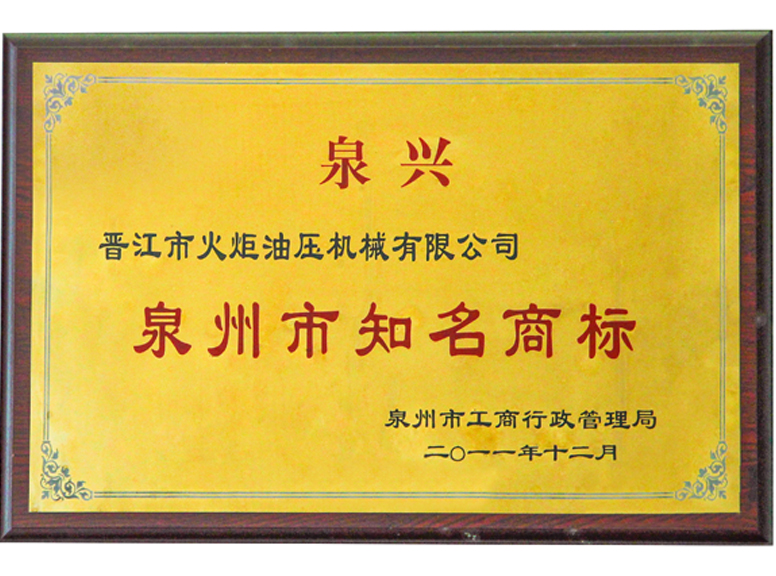 泉兴
晋江市火炬油压机械有限公司
泉州市知名商标
泉州市工商行政管理局
二〇一一年十二月